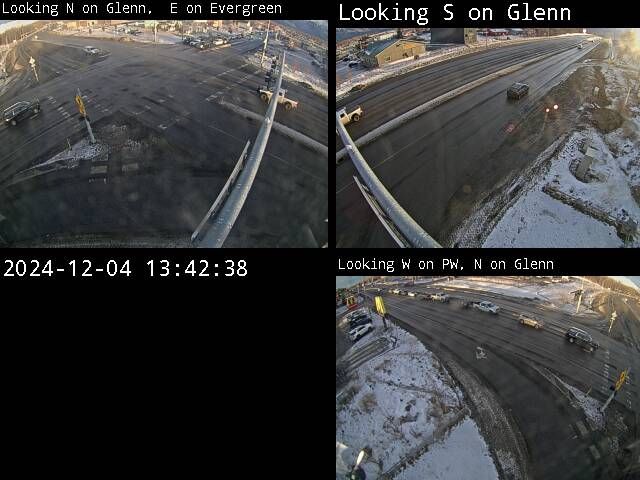 Looking N on Glenn,  E on Evergreen
Looking S on Glenn
2024-12-04 13:42:38
Looking W on PW, N on Glenn